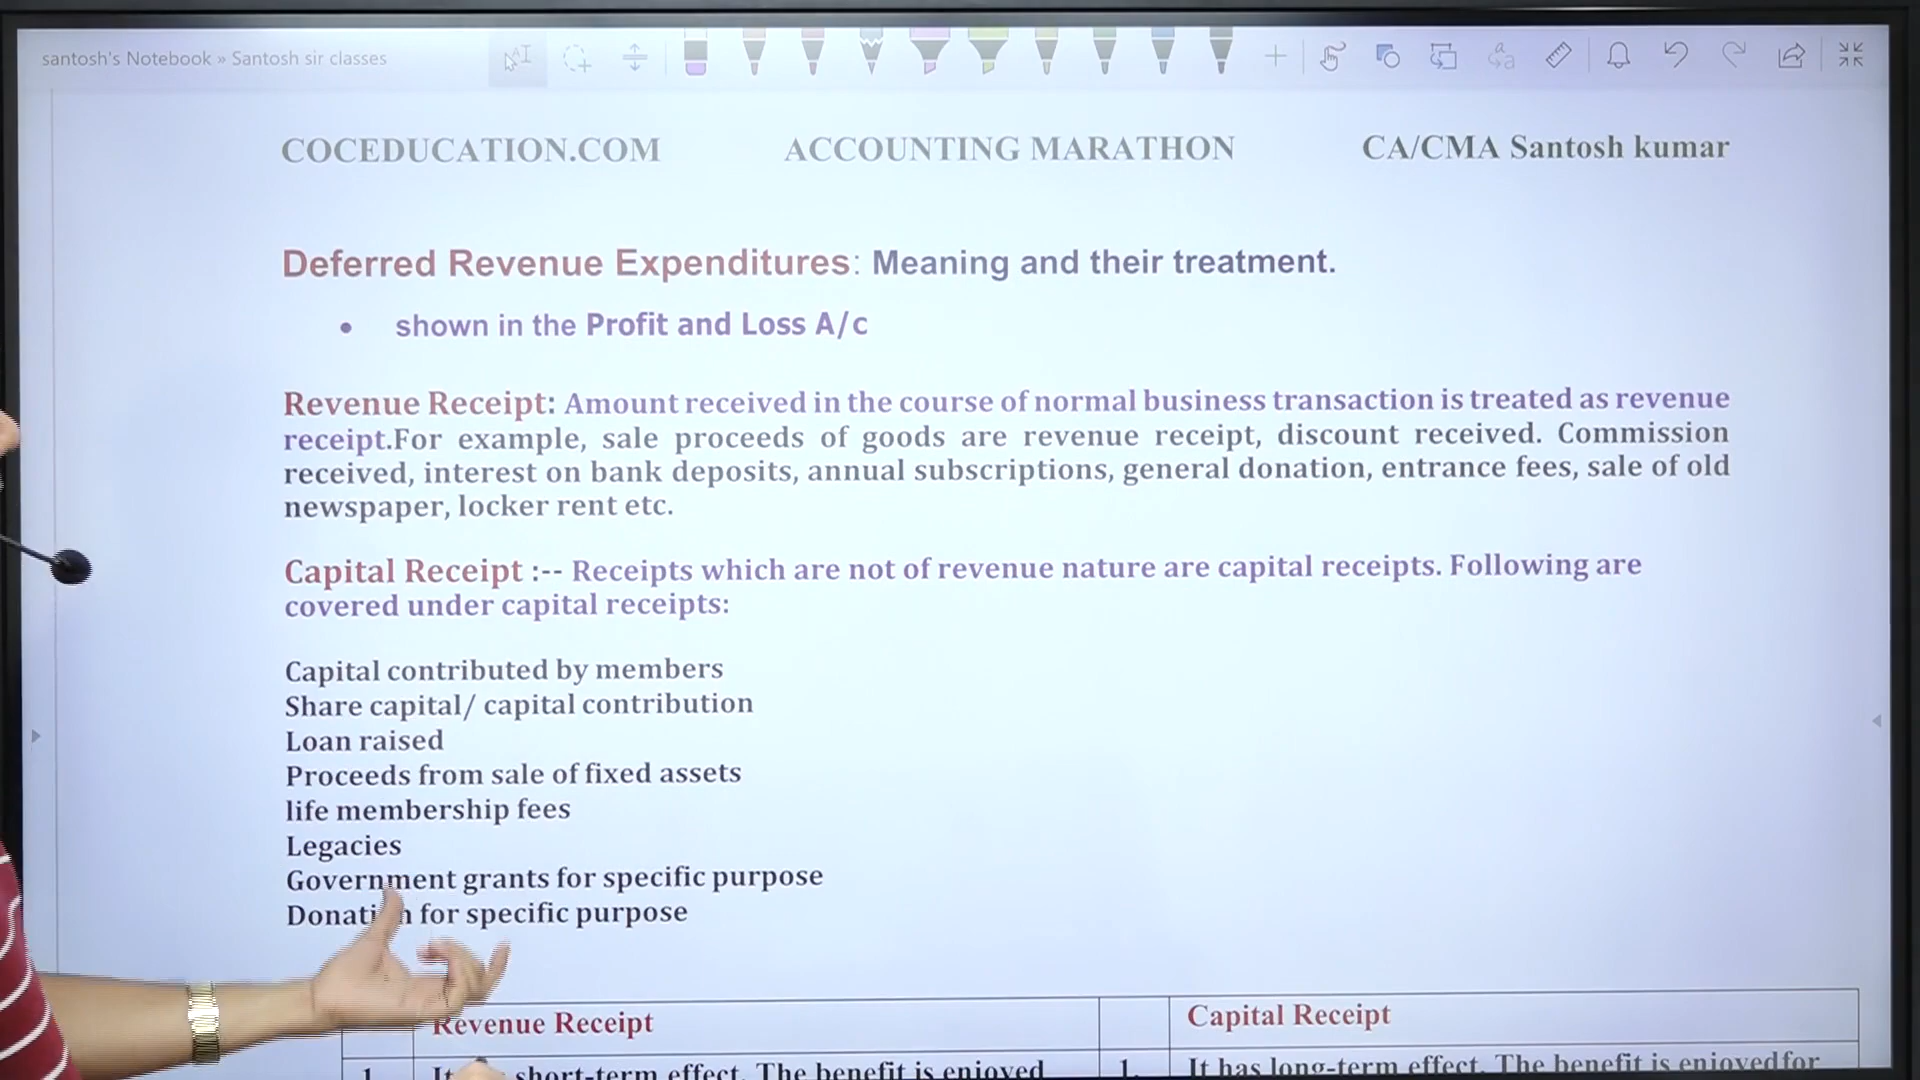 santosh's Notebook » Santosh sir classes
COCEDUCATION.COM ACCOUNTING MARATHON CA/CMA Santosh kumar
Deferred Revenue Expenditures: Meaning and their treatment.
• shown in the Profit and Loss A/c
Revenue Receipt: Amount received in the course of normal business transaction is treated as revenue
receipt.For example, sale proceeds of goods are revenue receipt, discount received. Commission
received, interest on bank deposits, annual subscriptions, general donation, entrance fees, sale of old
newspaper, locker rent etc.
Capital Receipt :-- Receipts which are not of revenue nature are capital receipts. Following are
covered under capital receipts:
Capital contributed by members
Share capital/ capital contribution
Loan raised
Proceeds from sale of fixed assets
life membership fees
Legacies
Government grants for specific purpose
Donation for specific purpose
Revenue Receipt Capital Receipt
1. It short-term effect. The benefit is enjoyed 1. It has long-term effect. The benefit is enjoyed for